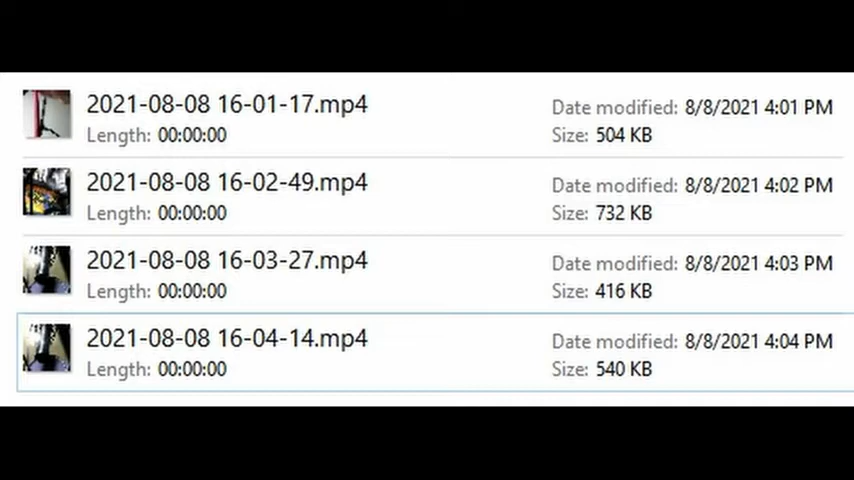 2021-08-08 16-01-17.mp4 Date modified: 8/8/2021 4:01 PM
Length: 00:00:00 Size: 504 KB
2021-08-08 16-02-49.mp4 Date modified: 8/8/2021 4:02 PM
Length: 00:00:00 Size: 732 KB
2021-08-08 16-03-27.mp4 Date modified: 8/8/2021 4:03 PM
Length: 00:00:00 Size: 416 KB
2021-08-08 16-04-14.mp4 Date modified: 8/8/2021 4:04 PM
Length: 00:00:00 Size: 540 KB